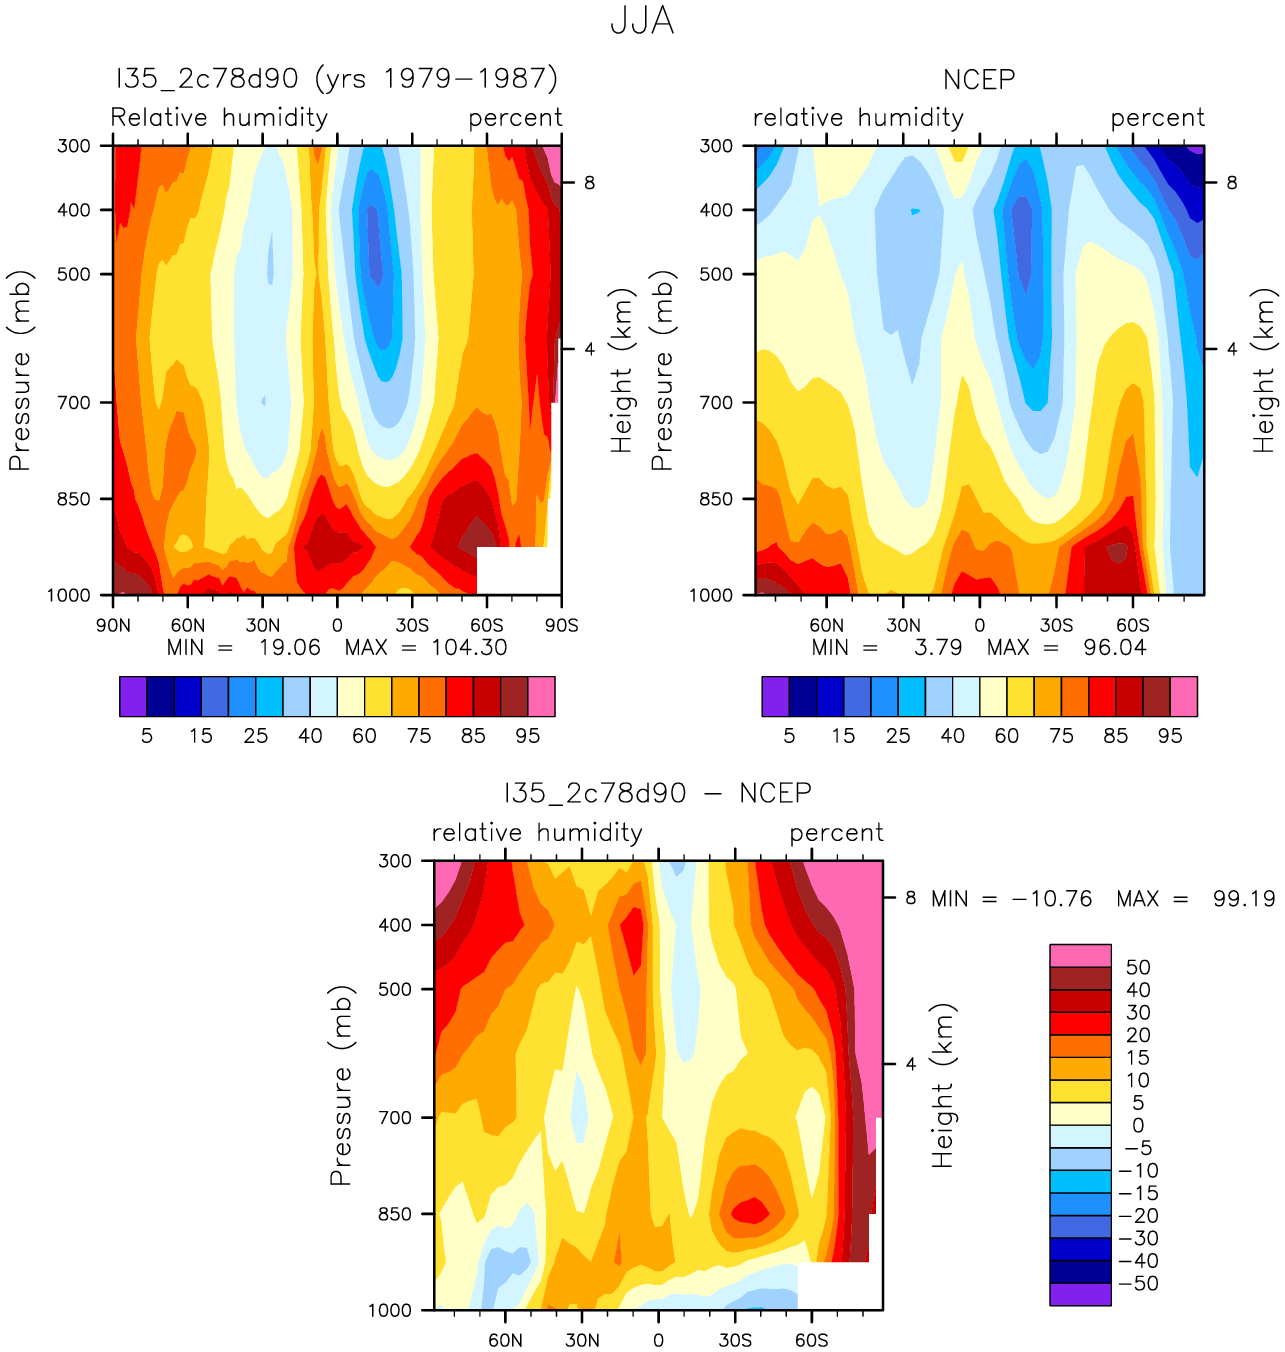 JJA
I35_2c78d90 (yrs 1979-1987)
Relative humidity percent
300
400
500
700
850
1000
Pressure (mb)
8
4
Height (km)
90N 60N 30N 0 30S 60S 90S
MIN = 19.06 MAX = 104.30
5 15 25 40 60 75 85 95
NCEP
relative humidity percent
300
400
500
700
850
1000
Pressure (mb)
8
4
Height (km)
60N 30N 0 30S 60S
MIN = 3.79 MAX = 96.04
5 15 25 40 60 75 85 95
I35_2c78d90 - NCEP
relative humidity percent
300
400
500
700
850
1000
Pressure (mb)
8
4
Height (km)
60N 30N 0 30S 60S
MIN = -10.76 MAX = 99.19
50
40
30
20
15
10
5
0
-5
-10
-15
-20
-30
-40
-50